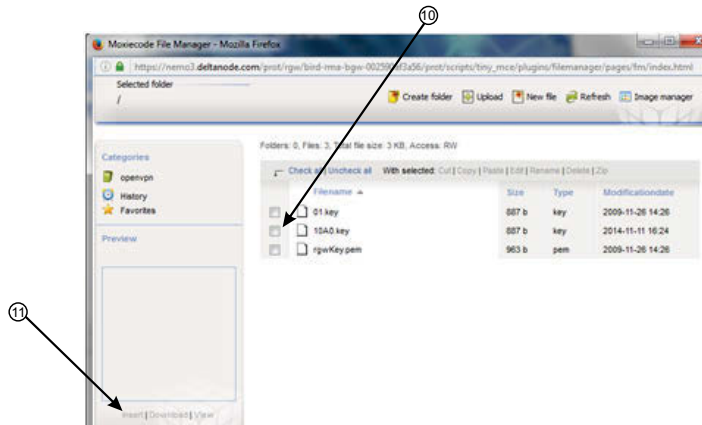 10
Moxiecode File Manager - Mozilla Firefox
https://nemo3.deltanode.com/prot/rgw/bird-rma-bgw-002590 /prot/scripts/tiny_mce/plugins/filemanager/pages/fm/index.html
Selected folder
/
Create folder Upload New file Refresh Image manager
Folders: 0, Files: 3, Total file size: 3 KB, Access: RW
Categories
openvpn
History
Favorites
Check all | Uncheck all With selected: Cut | Copy | Paste | Edit | Rename | Delete | Zip
Filename Size Type Modificationdate
01.key 887 b key 2009-11-26 14:26
10A0.key 887 b key 2014-11-11 16:24
rgwKey.pem 963 b pem 2009-11-26 14:26
Preview
11
Insert | Download | View